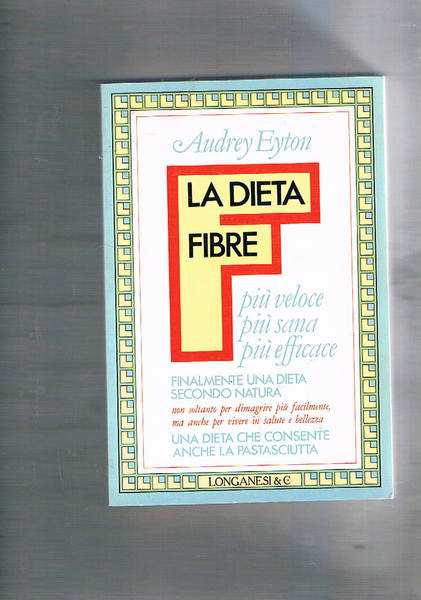 Audrey Eyton
LA DIETA
FIBRE
più veloce
più sana
più efficace
FINALMENTE UNA DIETA
SECONDO NATURA
non soltanto per dimagrire più facilmente,
ma anche per vivere in salute e bellezza
UNA DIETA CHE CONSENTE
ANCHE LA PASTASCIUTTA
LONGANESI & C.